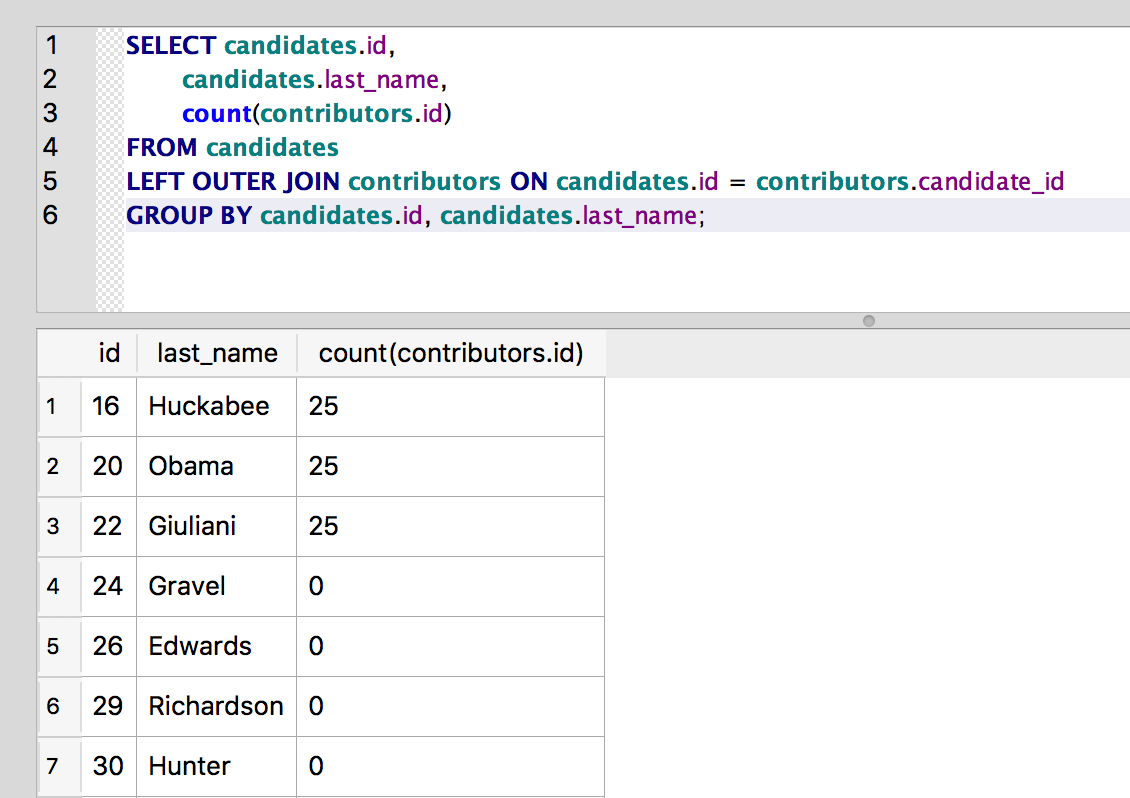 1 SELECT candidates.id,
2 candidates.last_name,
3 count(contributors.id)
4 FROM candidates
5 LEFT OUTER JOIN contributors ON candidates.id = contributors.candidate_id
6 GROUP BY candidates.id, candidates.last_name;
id last_name count(contributors.id)
1 16 Huckabee 25
2 20 Obama 25
3 22 Giuliani 25
4 24 Gravel 0
5 26 Edwards 0
6 29 Richardson 0
7 30 Hunter 0